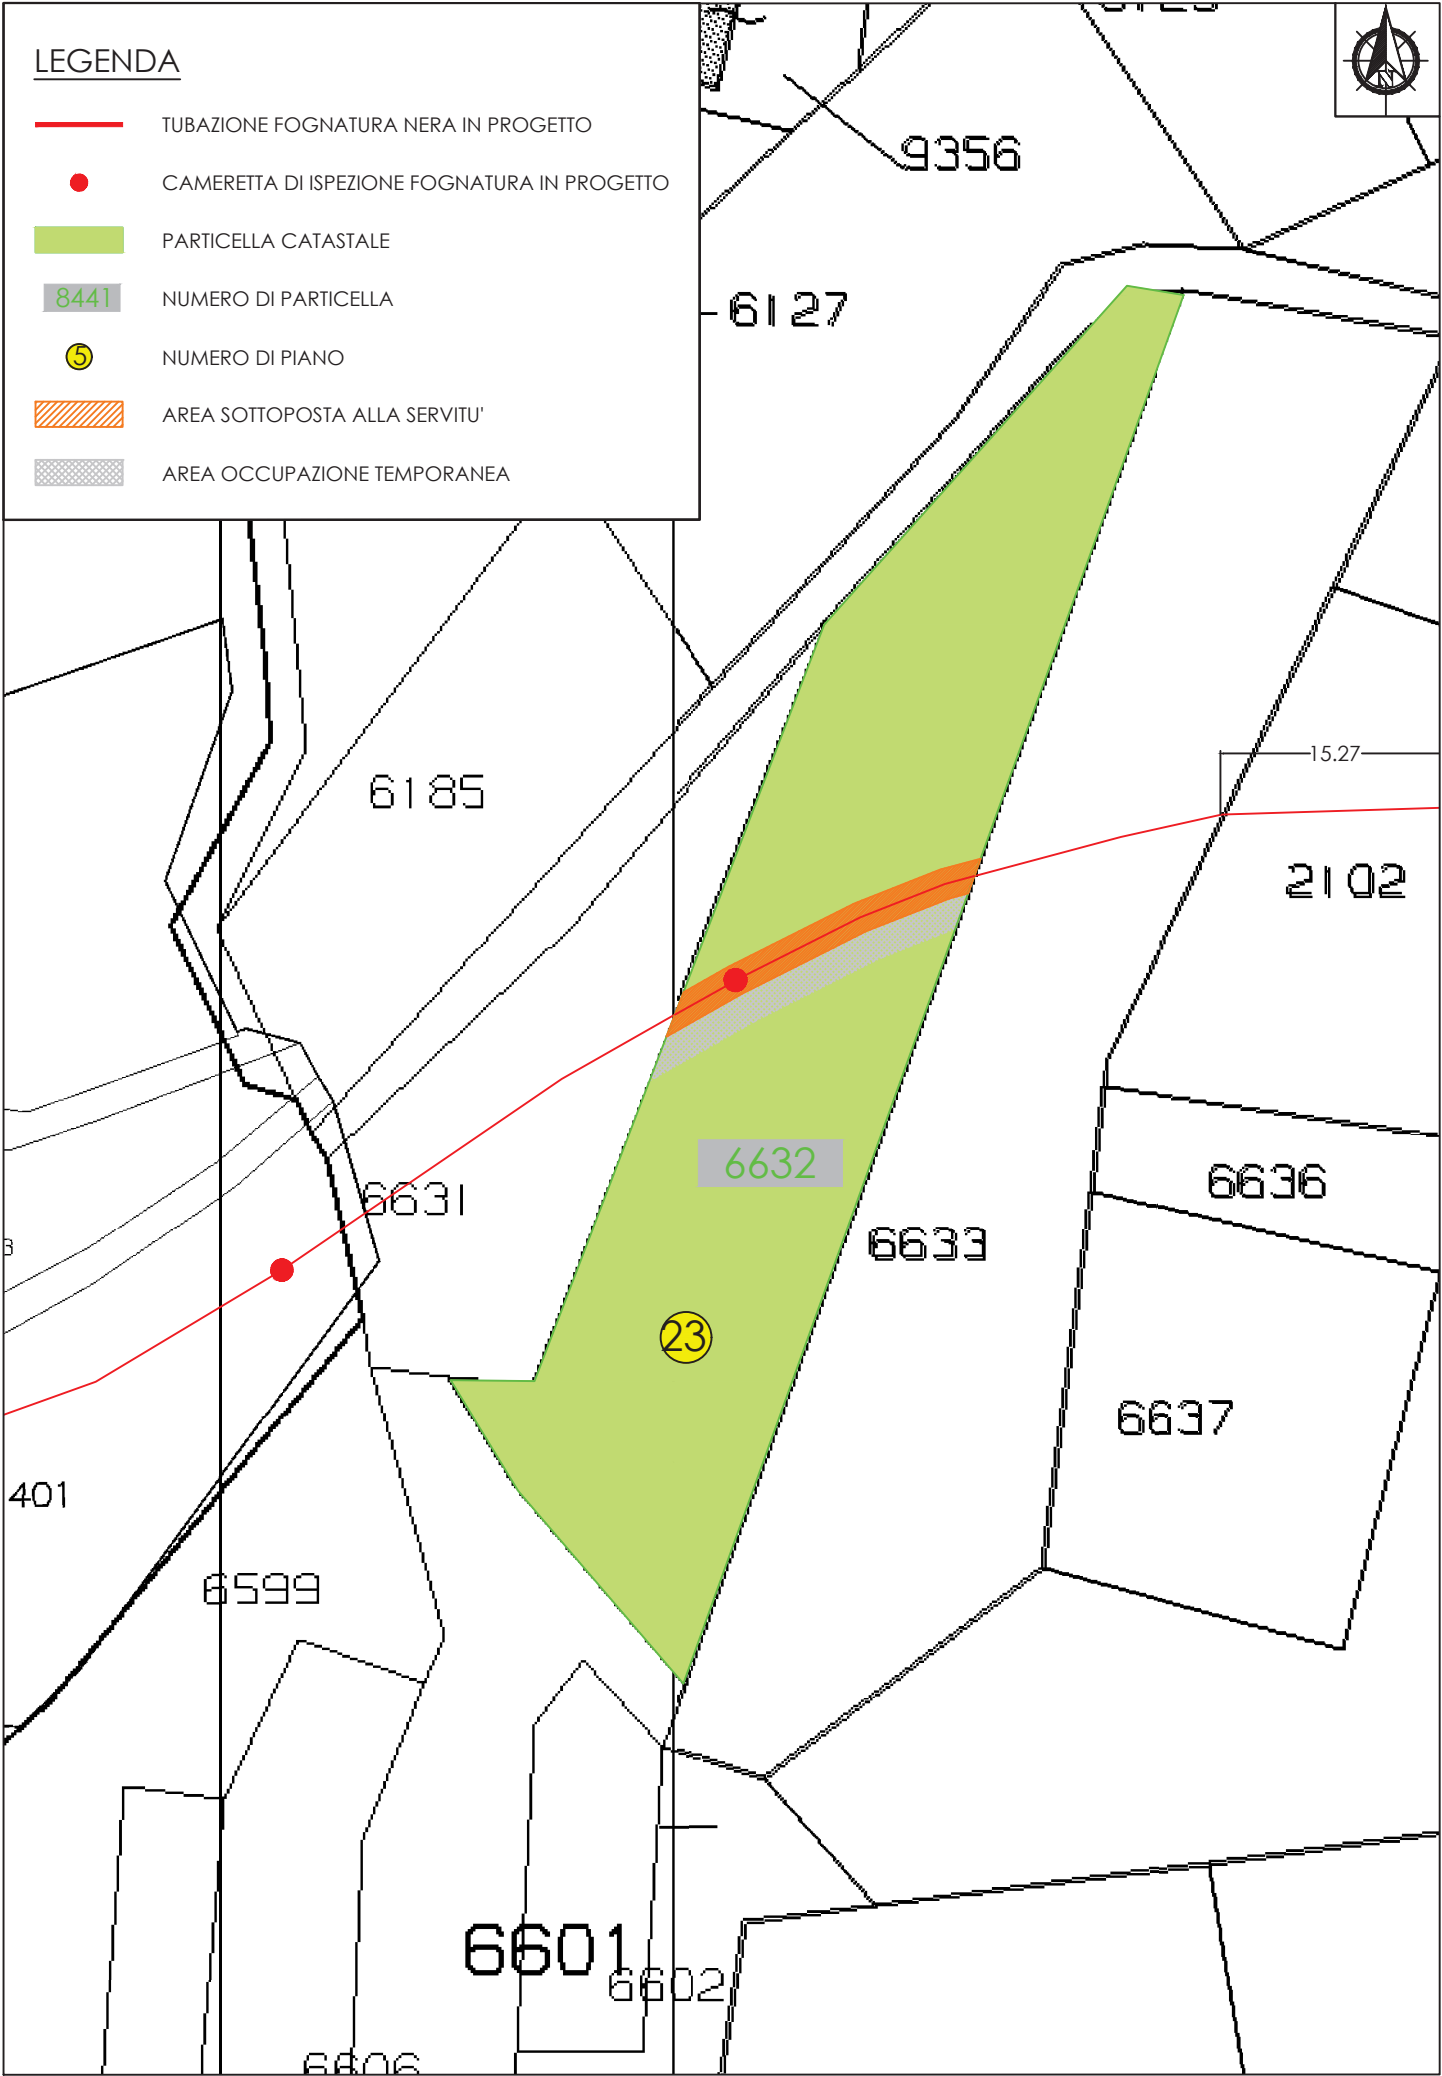 LEGENDA
TUBAZIONE FOGNATURA NERA IN PROGETTO
CAMERETTA DI ISPEZIONE FOGNATURA IN PROGETTO
PARTICELLA CATASTALE
8441 NUMERO DI PARTICELLA
5 NUMERO DI PIANO
AREA SOTTOPOSTA ALLA SERVITU'
AREA OCCUPAZIONE TEMPORANEA
N
9356
6127
15.27
6185
2102
6632
6636
6631
6633
23
6637
401
6599
6601
6602
6606